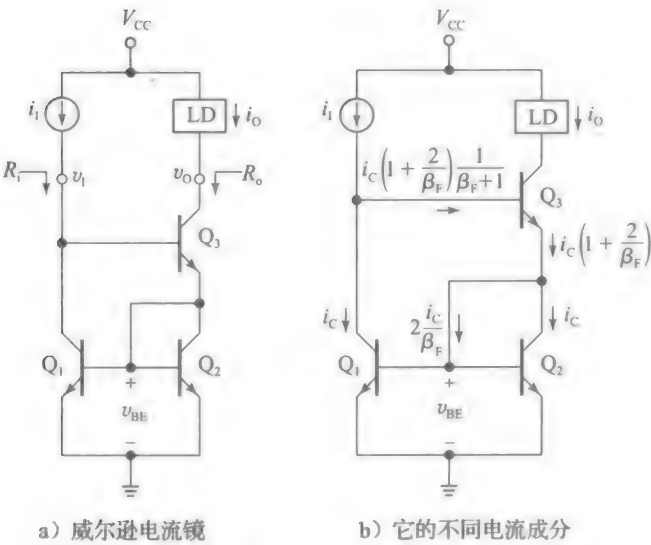 V_CC
i_I
LD
i_O
R_i
v_I
v_O
R_o
Q_3
Q_1
Q_2
+
v_BE
−
a) 威尔逊电流镜
V_CC
i_I
LD
i_O
i_C(1+2/β_F)1/(β_F+1)
Q_3
i_C(1+2/β_F)
i_C
2 i_C/β_F
i_C
Q_1
Q_2
+
v_BE
−
b) 它的不同电流成分